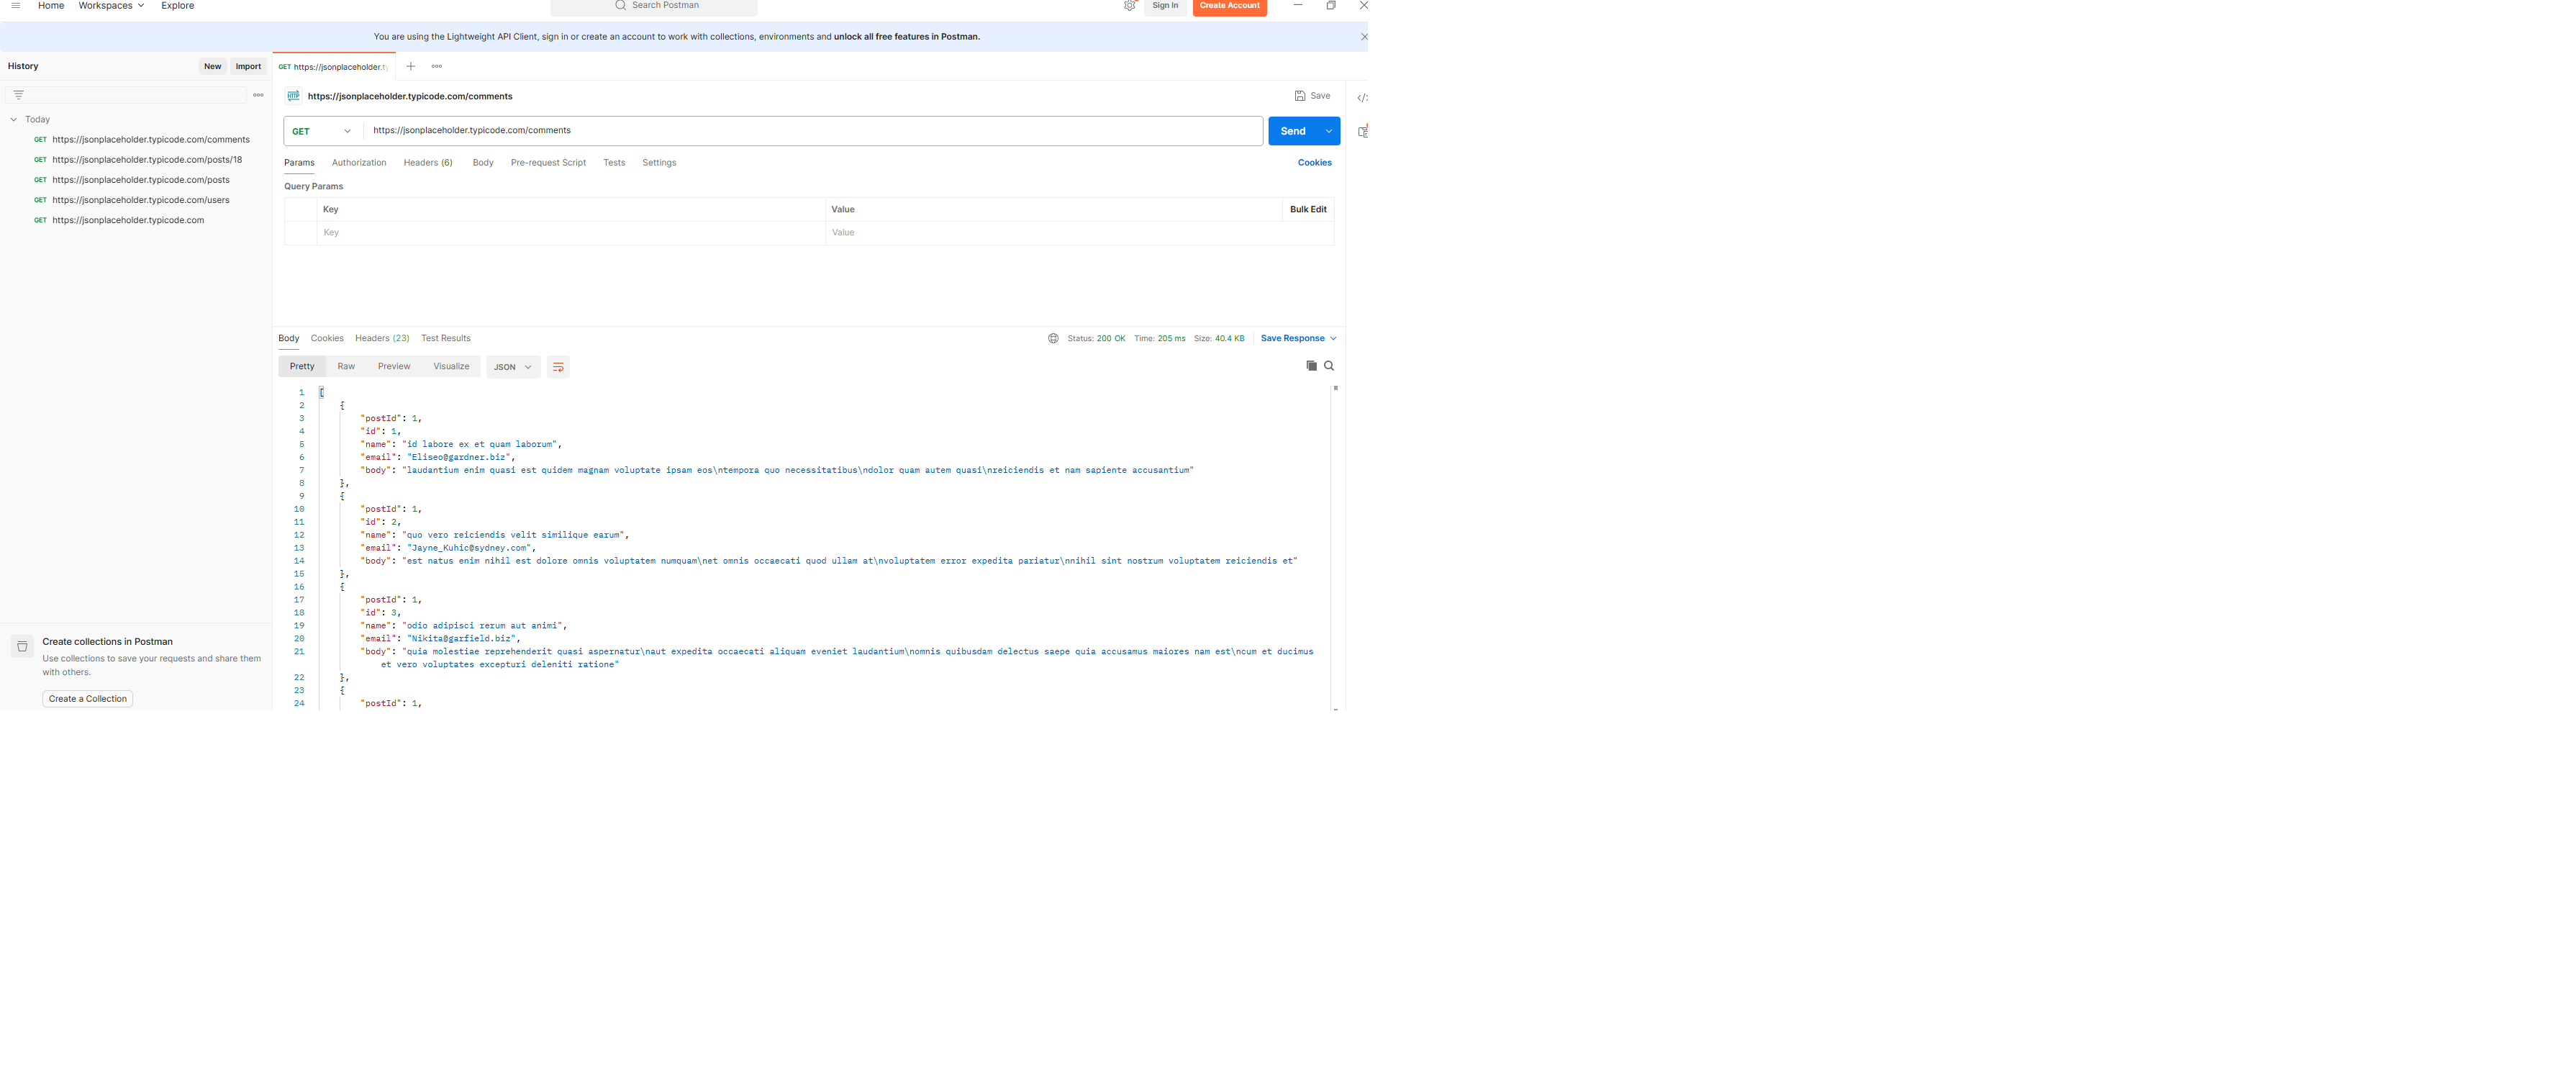 Home Workspaces Explore Search Postman Sign In Create Account
You are using the Lightweight API Client, sign in or create an account to work with collections, environments and unlock all free features in Postman.
History New Import
Today
GET https://jsonplaceholder.typicode.com/comments
GET https://jsonplaceholder.typicode.com/posts/18
GET https://jsonplaceholder.typicode.com/posts
GET https://jsonplaceholder.typicode.com/users
GET https://jsonplaceholder.typicode.com
Create collections in Postman
Use collections to save your requests and share them
with others.
Create a Collection
GET https://jsonplaceholder.ty
HTTP https://jsonplaceholder.typicode.com/comments Save
GET https://jsonplaceholder.typicode.com/comments Send
Params Authorization Headers (6) Body Pre-request Script Tests Settings Cookies
Query Params
Key Value Bulk Edit
Key Value
Body Cookies Headers (23) Test Results Status: 200 OK Time: 205 ms Size: 40.4 KB Save Response
Pretty Raw Preview Visualize JSON
1 [
2 {
3 "postId": 1,
4 "id": 1,
5 "name": "id labore ex et quam laborum",
6 "email": "Eliseo@gardner.biz",
7 "body": "laudantium enim quasi est quidem magnam voluptate ipsam eos\ntempora quo necessitatibus\ndolor quam autem quasi\nreiciendis et nam sapiente accusantium"
8 },
9 {
10 "postId": 1,
11 "id": 2,
12 "name": "quo vero reiciendis velit similique earum",
13 "email": "Jayne_Kuhic@sydney.com",
14 "body": "est natus enim nihil est dolore omnis voluptatem numquam\net omnis occaecati quod ullam at\nvoluptatem error expedita pariatur\nnihil sint nostrum voluptatem reiciendis et"
15 },
16 {
17 "postId": 1,
18 "id": 3,
19 "name": "odio adipisci rerum aut animi",
20 "email": "Nikita@garfield.biz",
21 "body": "quia molestiae reprehenderit quasi aspernatur\naut expedita occaecati aliquam eveniet laudantium\nomnis quibusdam delectus saepe quia accusamus maiores nam est\ncum et ducimus
et vero voluptates excepturi deleniti ratione"
22 },
23 {
24 "postId": 1,